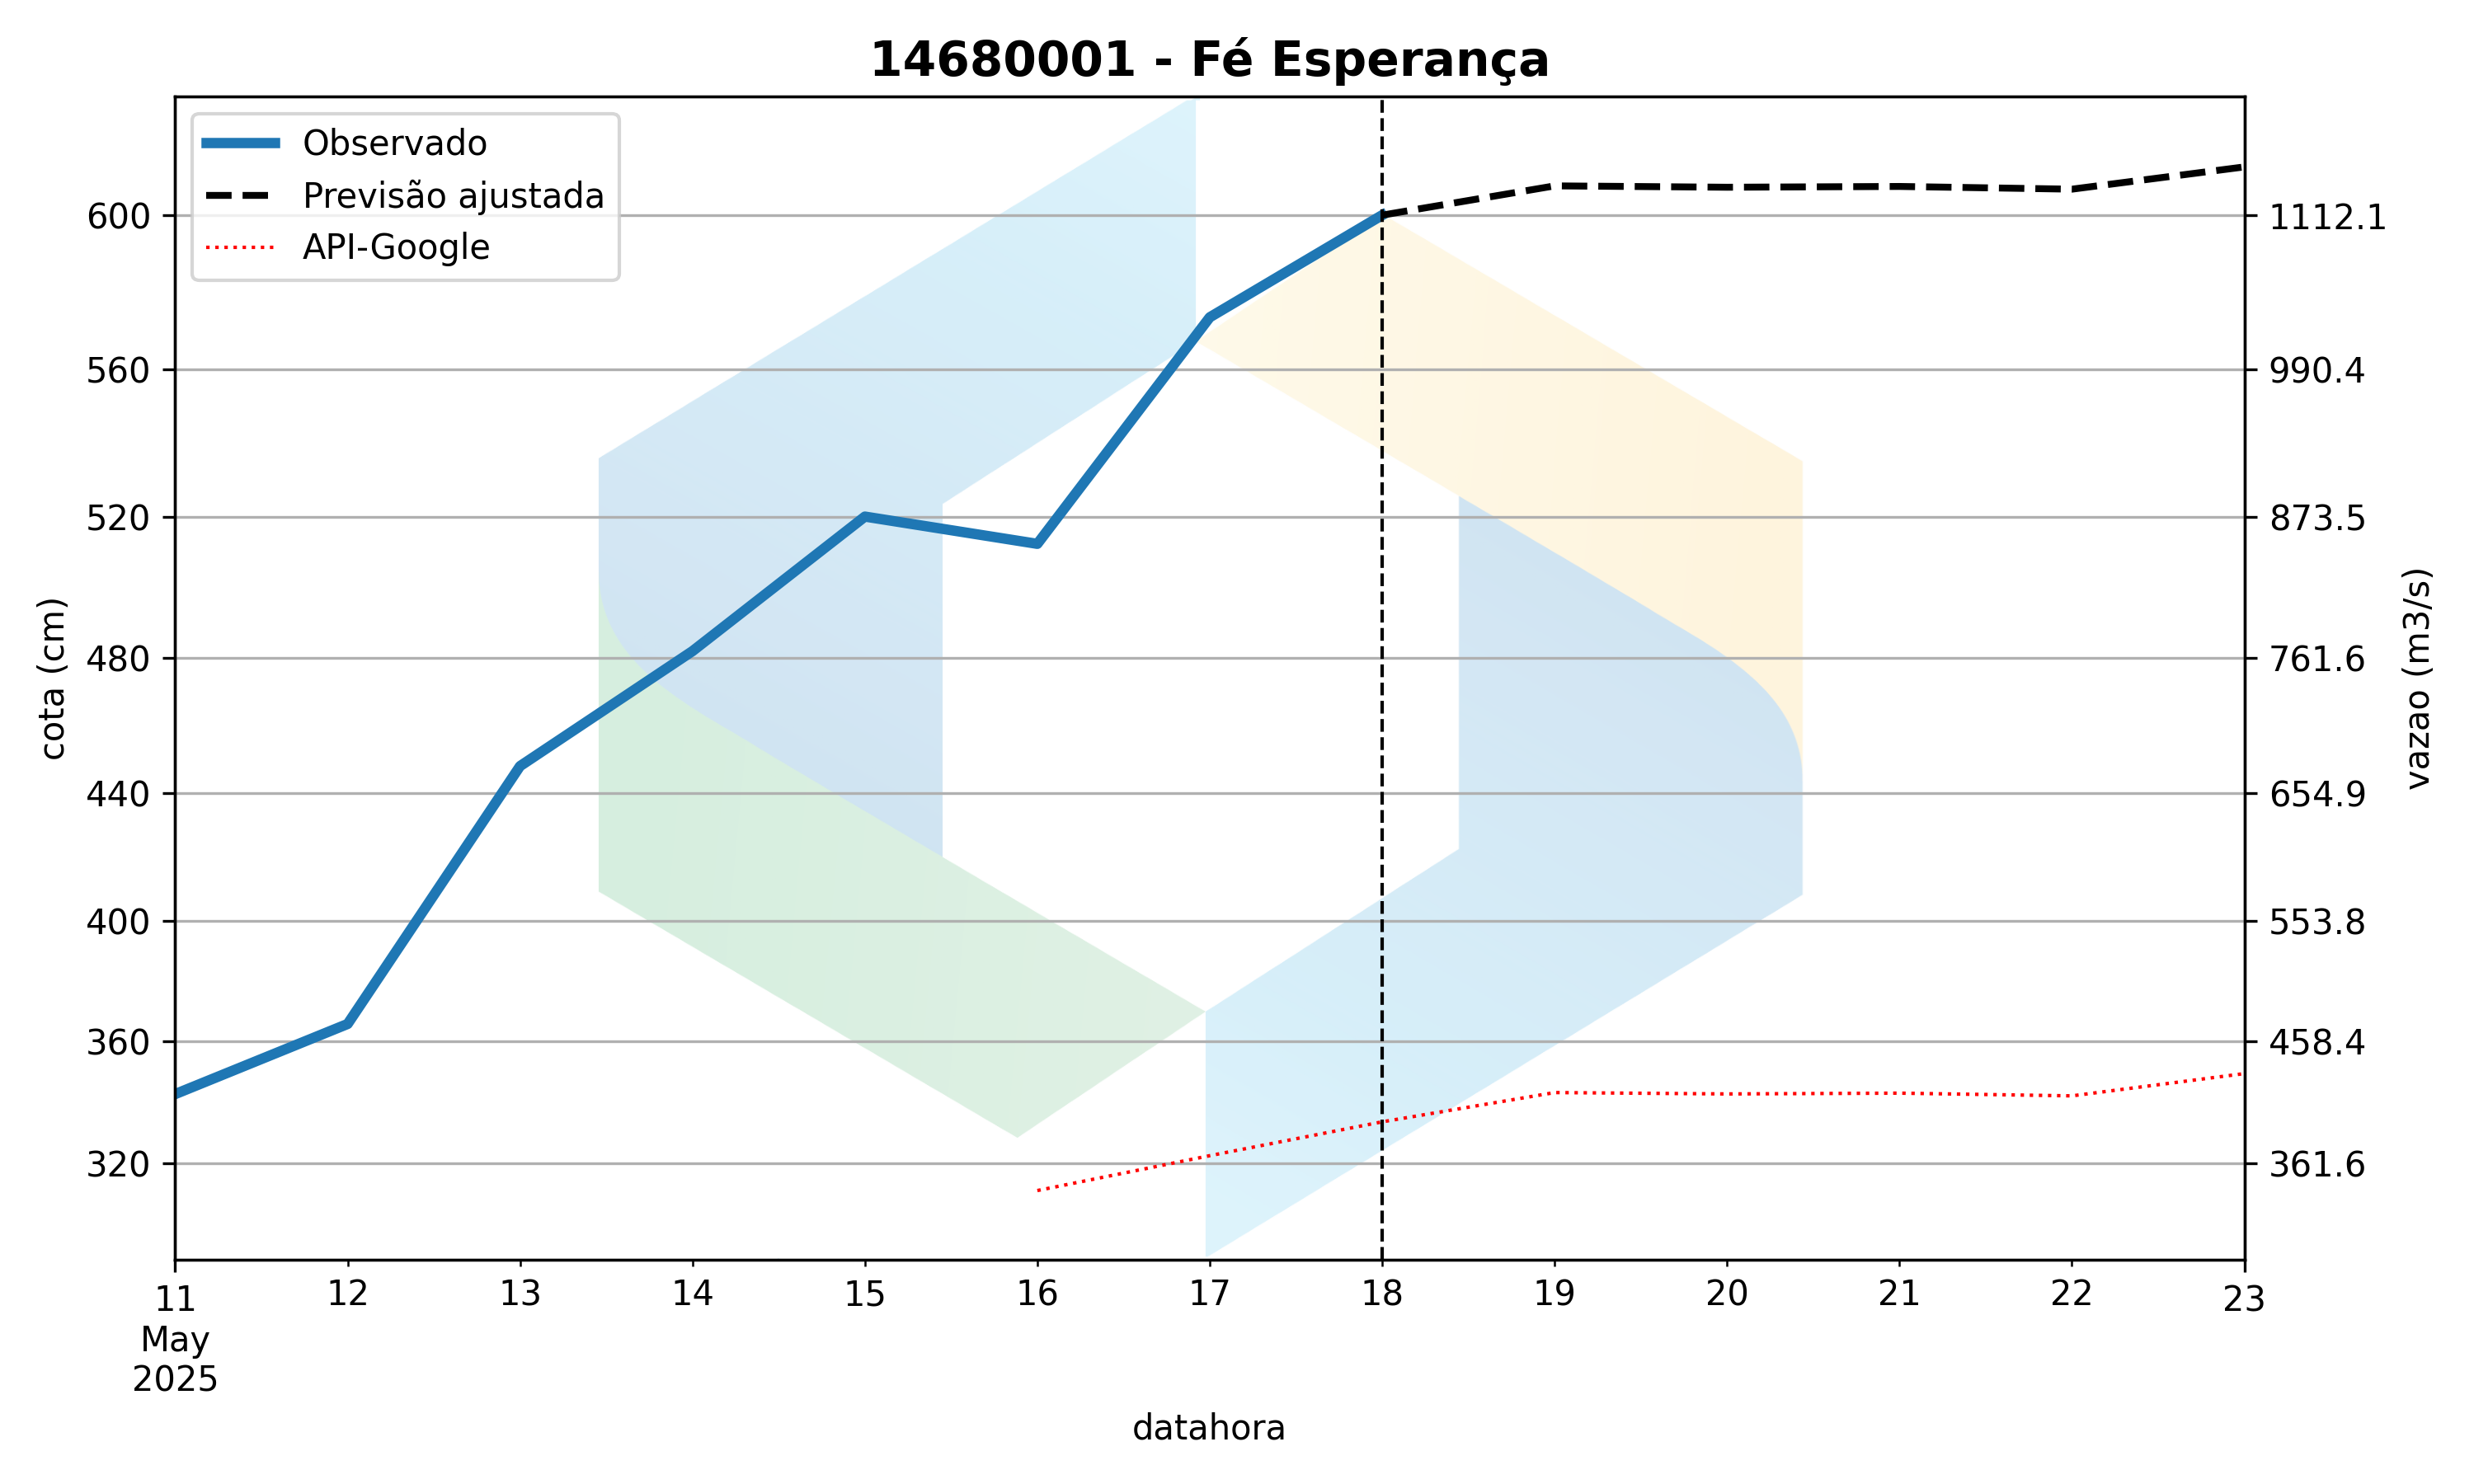 14680001 - Fé Esperança
Observado
Previsão ajustada
API-Google
600
560
520
480
440
400
360
320
cota (cm)
1112.1
990.4
873.5
761.6
654.9
553.8
458.4
361.6
vazao (m3/s)
11 12 13 14 15 16 17 18 19 20 21 22 23
May
2025
datahora